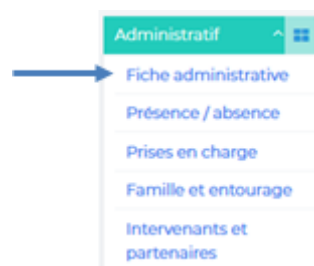 Administratif
Fiche administrative
Présence / absence
Prises en charge
Famille et entourage
Intervenants et
partenaires